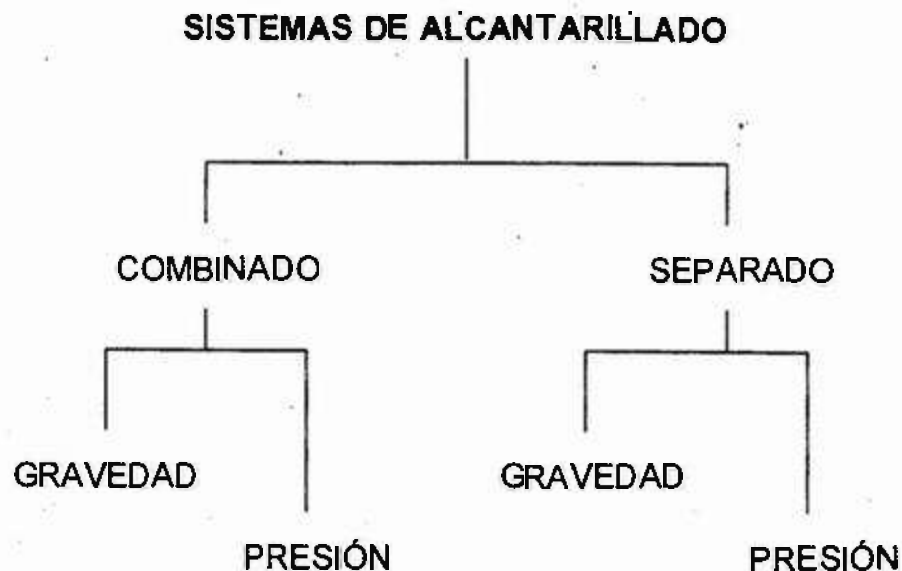 SISTEMAS DE ALCANTARILLADO
COMBINADO
SEPARADO
GRAVEDAD
GRAVEDAD
PRESIÓN
PRESIÓN